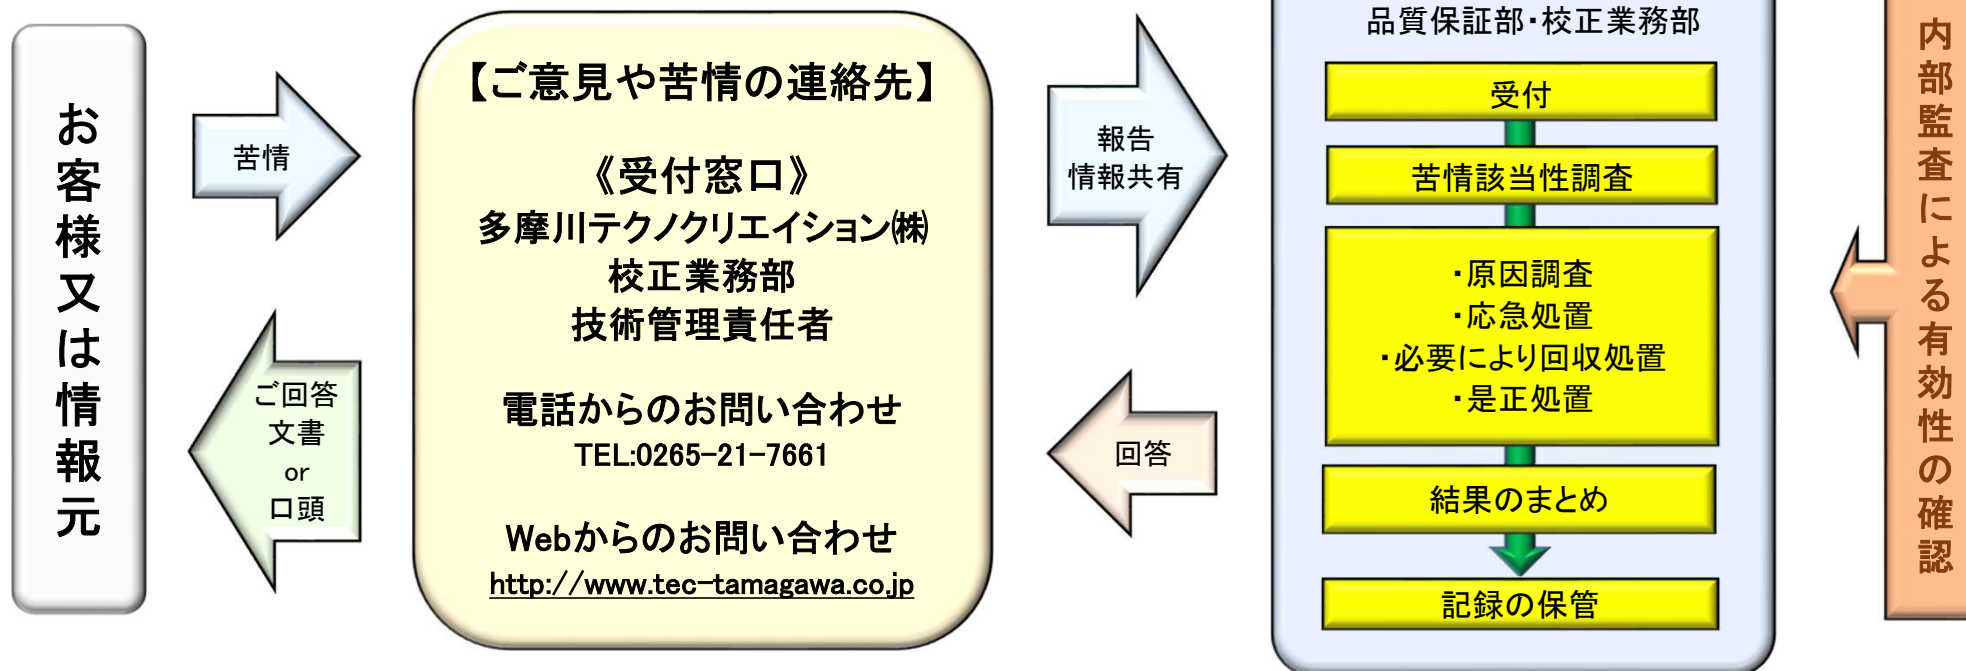 お客様又は情報元
苦情
ご回答
文書
or
口頭
【ご意見や苦情の連絡先】
《受付窓口》
多摩川テクノクリエイション㈱
校正業務部
技術管理責任者
電話からのお問い合わせ
TEL:0265-21-7661
Webからのお問い合わせ
http://www.tec-tamagawa.co.jp
報告
情報共有
回答
品質保証部・校正業務部
受付
苦情該当性調査
・原因調査
・応急処置
・必要により回収処置
・是正処置
結果のまとめ
記録の保管
内部監査による有効性の確認